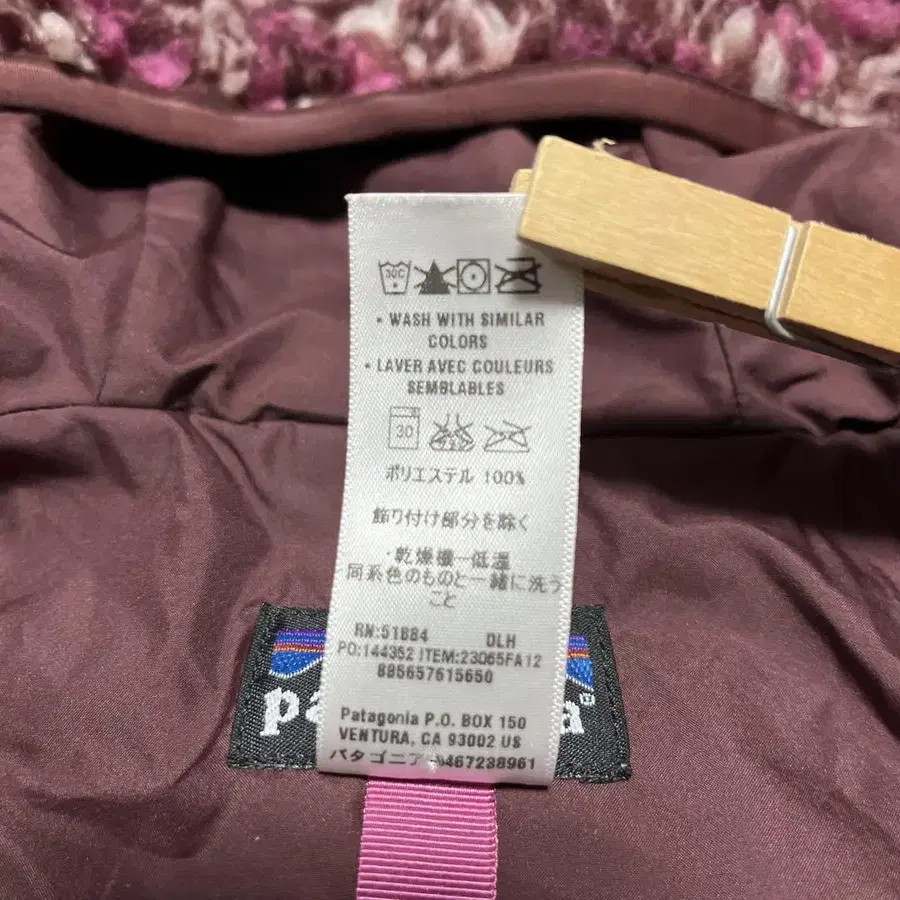 30C
• WASH WITH SIMILAR
COLORS
• LAVER AVEC COULEURS
SEMBLABLES
30
ポリエステル 100%
飾り付け部分を除く
・乾燥機ー低温
同系色のものと一緒に洗う
こと
RN:51884 DLH
PO:144352 ITEM:23065FA12
885657615650
Patagonia P.O. BOX 150
VENTURA, CA 93002 US
パタゴニア 0467238961
pa a®